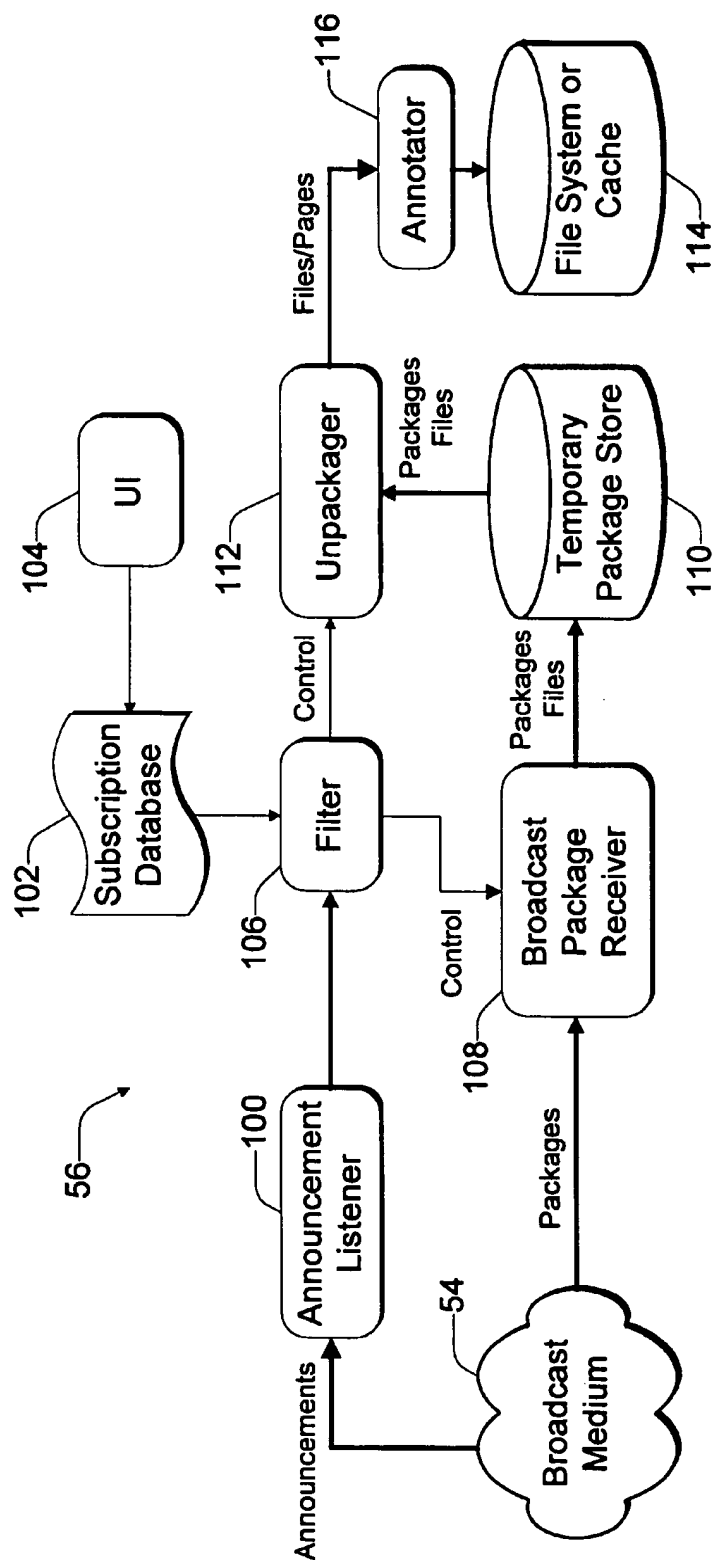 56
104
UI
102
Subscription
Database
Announcements
100
Announcement
Listener
106
Filter
Control
112
Unpackager
Files/Pages
116
Annotator
Control
Packages
Files
54
Broadcast
Medium
Packages
108
Broadcast
Package
Receiver
Packages
Files
Temporary
Package Store
110
File System or
Cache
114